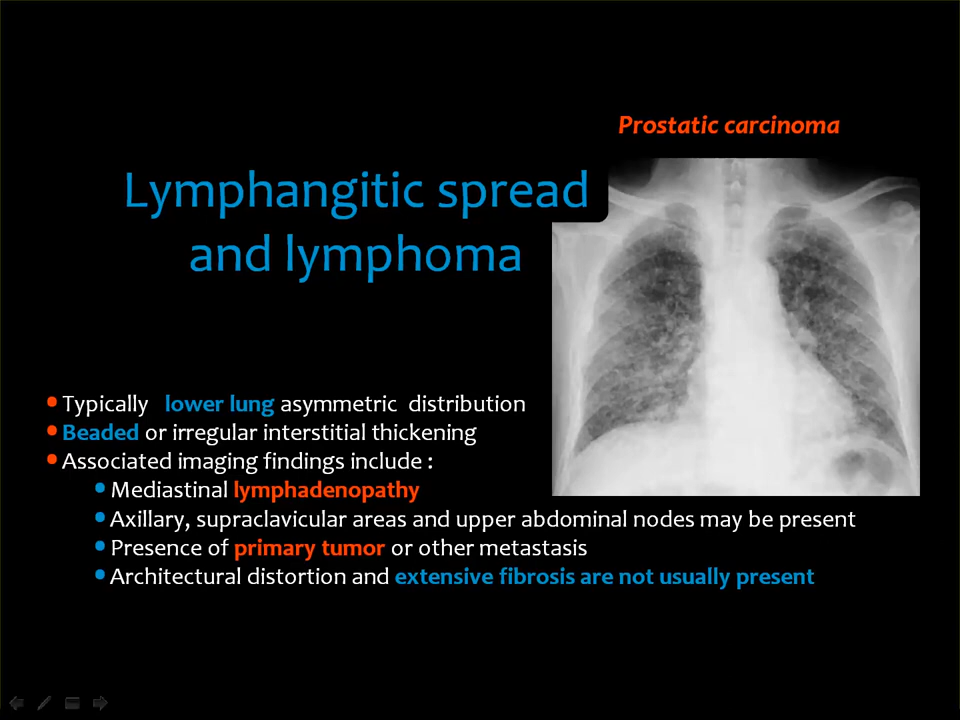 Prostatic carcinoma
Lymphangitic spread
and lymphoma
Typically lower lung asymmetric distribution
Beaded or irregular interstitial thickening
Associated imaging findings include :
Mediastinal lymphadenopathy
Axillary, supraclavicular areas and upper abdominal nodes may be present
Presence of primary tumor or other metastasis
Architectural distortion and extensive fibrosis are not usually present